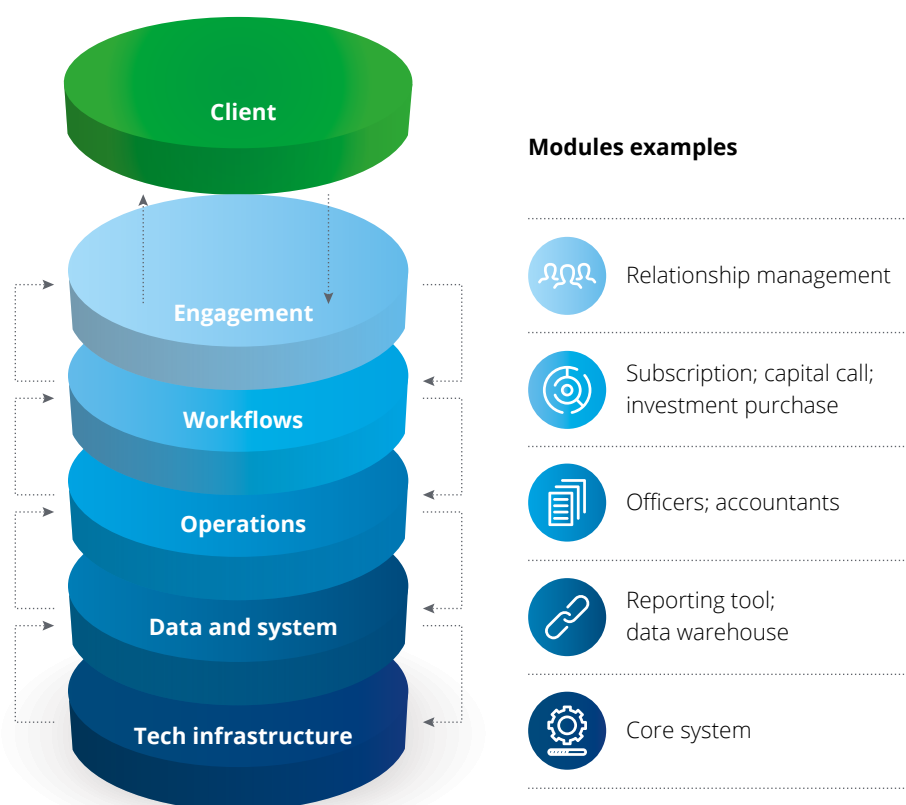 Client
Engagement
Workflows
Operations
Data and system
Tech infrastructure
Modules examples
Relationship management
Subscription; capital call;
investment purchase
Officers; accountants
Reporting tool;
data warehouse
Core system